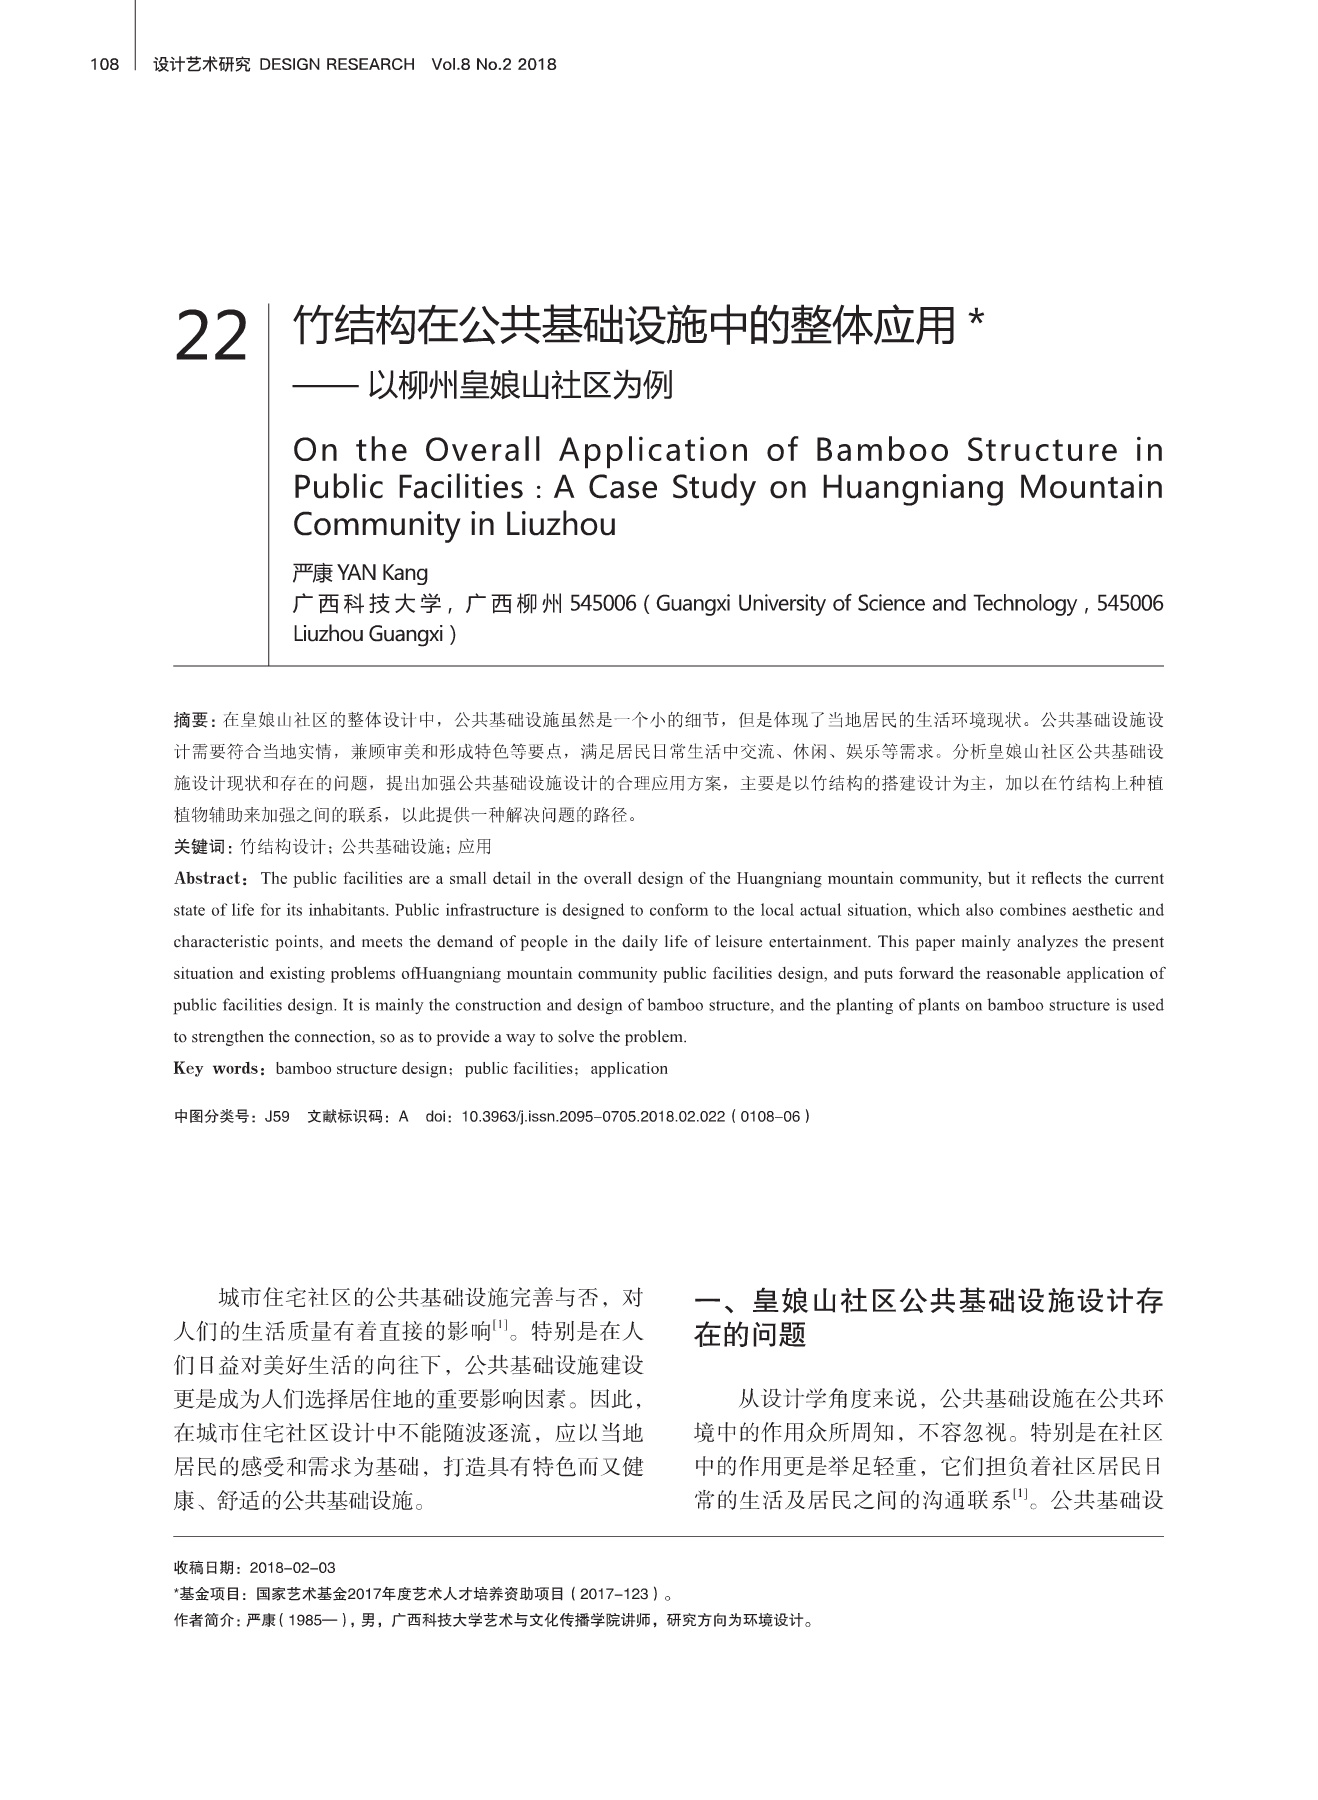 108 设计艺术研究 DESIGN RESEARCH Vol.8 No.2 2018
22
竹结构在公共基础设施中的整体应用 *
—— 以柳州皇娘山社区为例
On the Overall Application of Bamboo Structure in
Public Facilities : A Case Study on Huangniang Mountain
Community in Liuzhou
严康 YAN Kang
广西科技大学，广西柳州 545006（Guangxi University of Science and Technology，545006
Liuzhou Guangxi）
摘要：在皇娘山社区的整体设计中，公共基础设施虽然是一个小的细节，但是体现了当地居民的生活环境现状。公共基础设施设
计需要符合当地实情，兼顾审美和形成特色等要点，满足居民日常生活中交流、休闲、娱乐等需求。分析皇娘山社区公共基础设
施设计现状和存在的问题，提出加强公共基础设施设计的合理应用方案，主要是以竹结构的搭建设计为主，加以在竹结构上种植
植物辅助来加强之间的联系，以此提供一种解决问题的路径。
关键词：竹结构设计；公共基础设施；应用
Abstract：The public facilities are a small detail in the overall design of the Huangniang mountain community, but it reflects the current
state of life for its inhabitants. Public infrastructure is designed to conform to the local actual situation, which also combines aesthetic and
characteristic points, and meets the demand of people in the daily life of leisure entertainment. This paper mainly analyzes the present
situation and existing problems ofHuangniang mountain community public facilities design, and puts forward the reasonable application of
public facilities design. It is mainly the construction and design of bamboo structure, and the planting of plants on bamboo structure is used
to strengthen the connection, so as to provide a way to solve the problem.
Key words：bamboo structure design；public facilities；application
中图分类号：J59 文献标识码：A doi：10.3963/j.issn.2095–0705.2018.02.022（0108–06）
城市住宅社区的公共基础设施完善与否，对
人们的生活质量有着直接的影响[1]。特别是在人
们日益对美好生活的向往下，公共基础设施建设
更是成为人们选择居住地的重要影响因素。因此，
在城市住宅社区设计中不能随波逐流，应以当地
居民的感受和需求为基础，打造具有特色而又健
康、舒适的公共基础设施。
一、皇娘山社区公共基础设施设计存
在的问题
从设计学角度来说，公共基础设施在公共环
境中的作用众所周知，不容忽视。特别是在社区
中的作用更是举足轻重，它们担负着社区居民日
常的生活及居民之间的沟通联系[1]。公共基础设
收稿日期：2018–02–03
*基金项目：国家艺术基金2017年度艺术人才培养资助项目（2017–123）。
作者简介：严康（1985—），男，广西科技大学艺术与文化传播学院讲师，研究方向为环境设计。